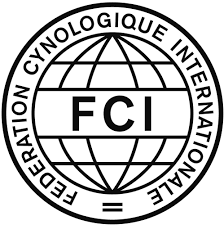 FEDERATION CYNOLOGIQUE INTERNATIONALE
FCI